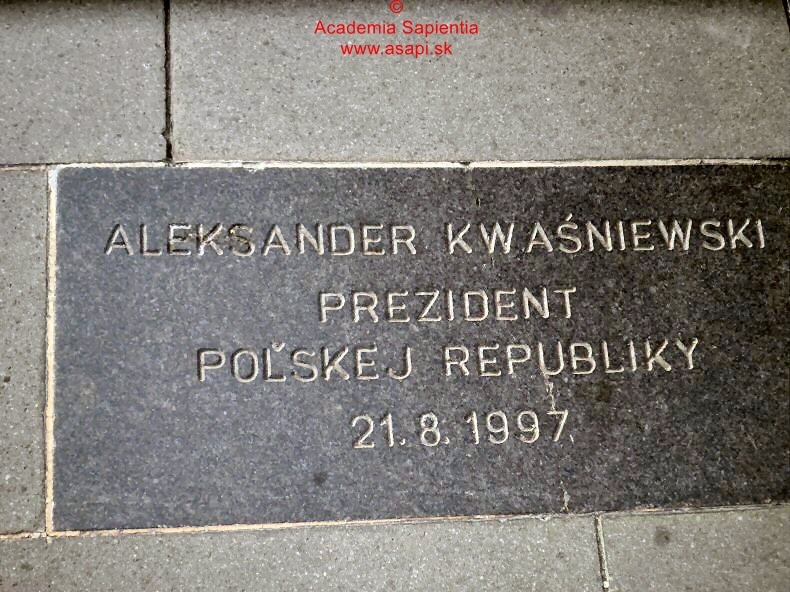 ©
Academia Sapientia
www.asapi.sk
ALEKSANDER KWAŚNIEWSKI
PREZIDENT
POĽSKEJ REPUBLIKY
21. 8. 1997.